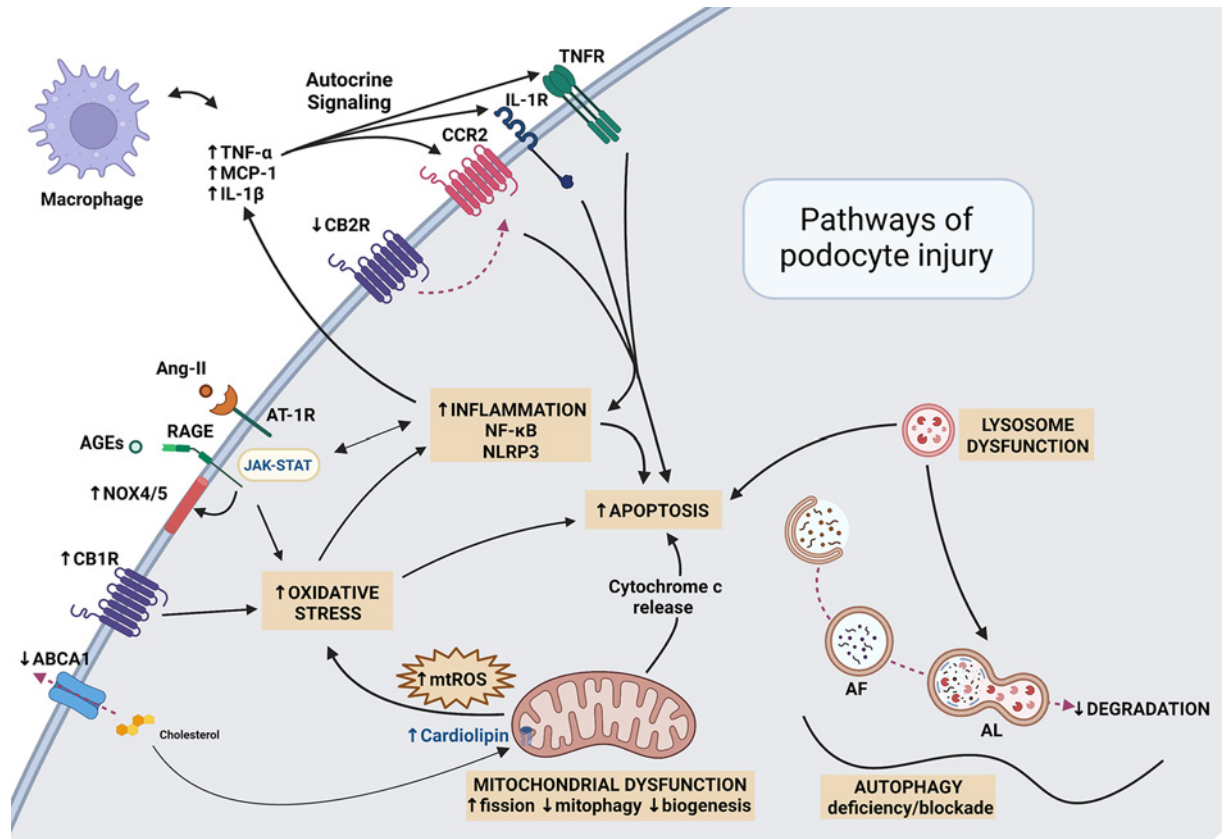 TNFR
Autocrine
Signaling
IL-1R
CCR2
↑TNF-α
↑MCP-1
↑IL-1β
Macrophage
↓CB2R
Pathways of
podocyte injury
Ang-II
AT-1R
AGEs
RAGE
JAK-STAT
↑NOX4/5
↑INFLAMMATION
NF-κB
NLRP3
LYSOSOME
DYSFUNCTION
↑APOPTOSIS
↑CB1R
↑OXIDATIVE
STRESS
Cytochrome c
release
↓ABCA1
Cholesterol
↑mtROS
↑Cardiolipin
AF
AL
↓DEGRADATION
MITOCHONDRIAL DYSFUNCTION
↑fission ↓mitophagy ↓biogenesis
AUTOPHAGY
deficiency/blockade